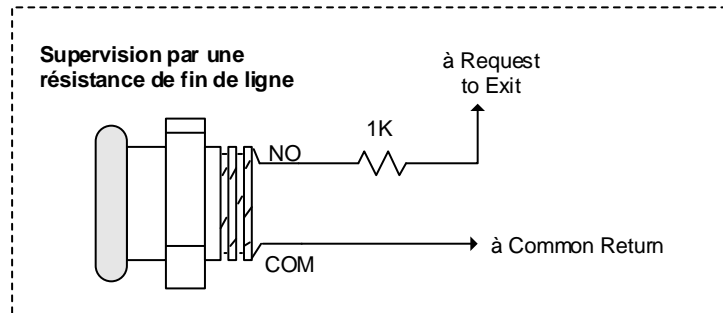 Supervision par une
résistance de fin de ligne
à Request
to Exit
1K
NO
à Common Return
COM